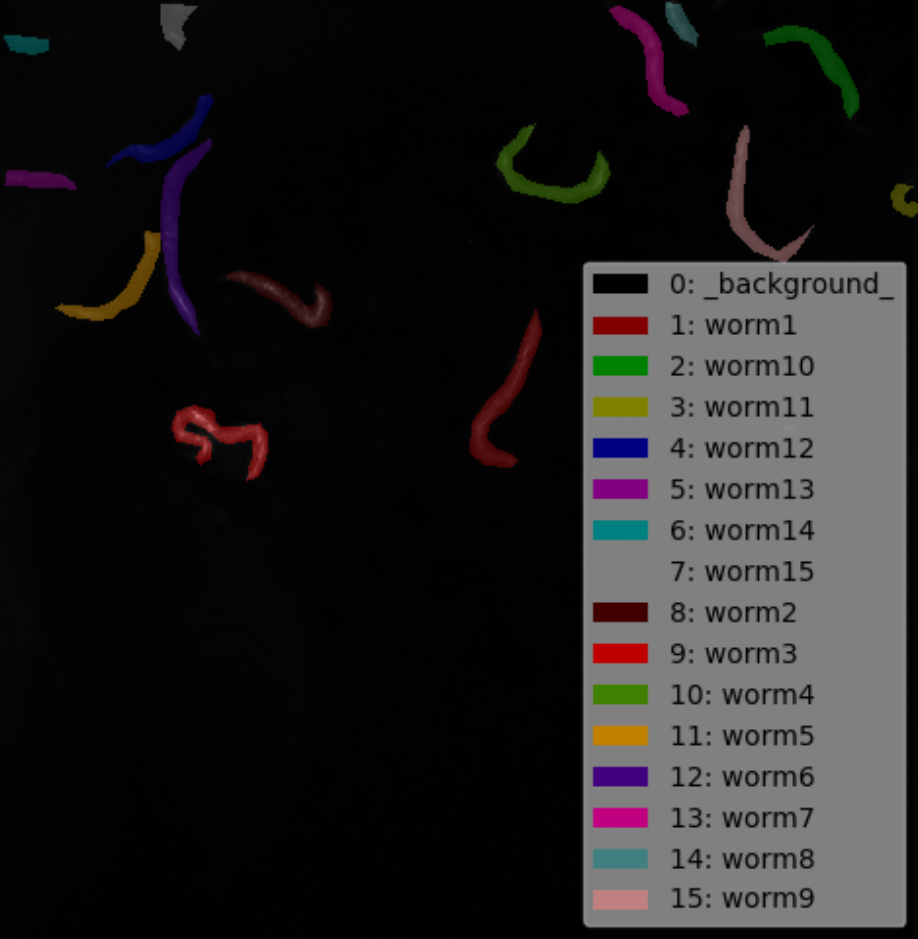 0: _background_
1: worm1
2: worm10
3: worm11
4: worm12
5: worm13
6: worm14
7: worm15
8: worm2
9: worm3
10: worm4
11: worm5
12: worm6
13: worm7
14: worm8
15: worm9